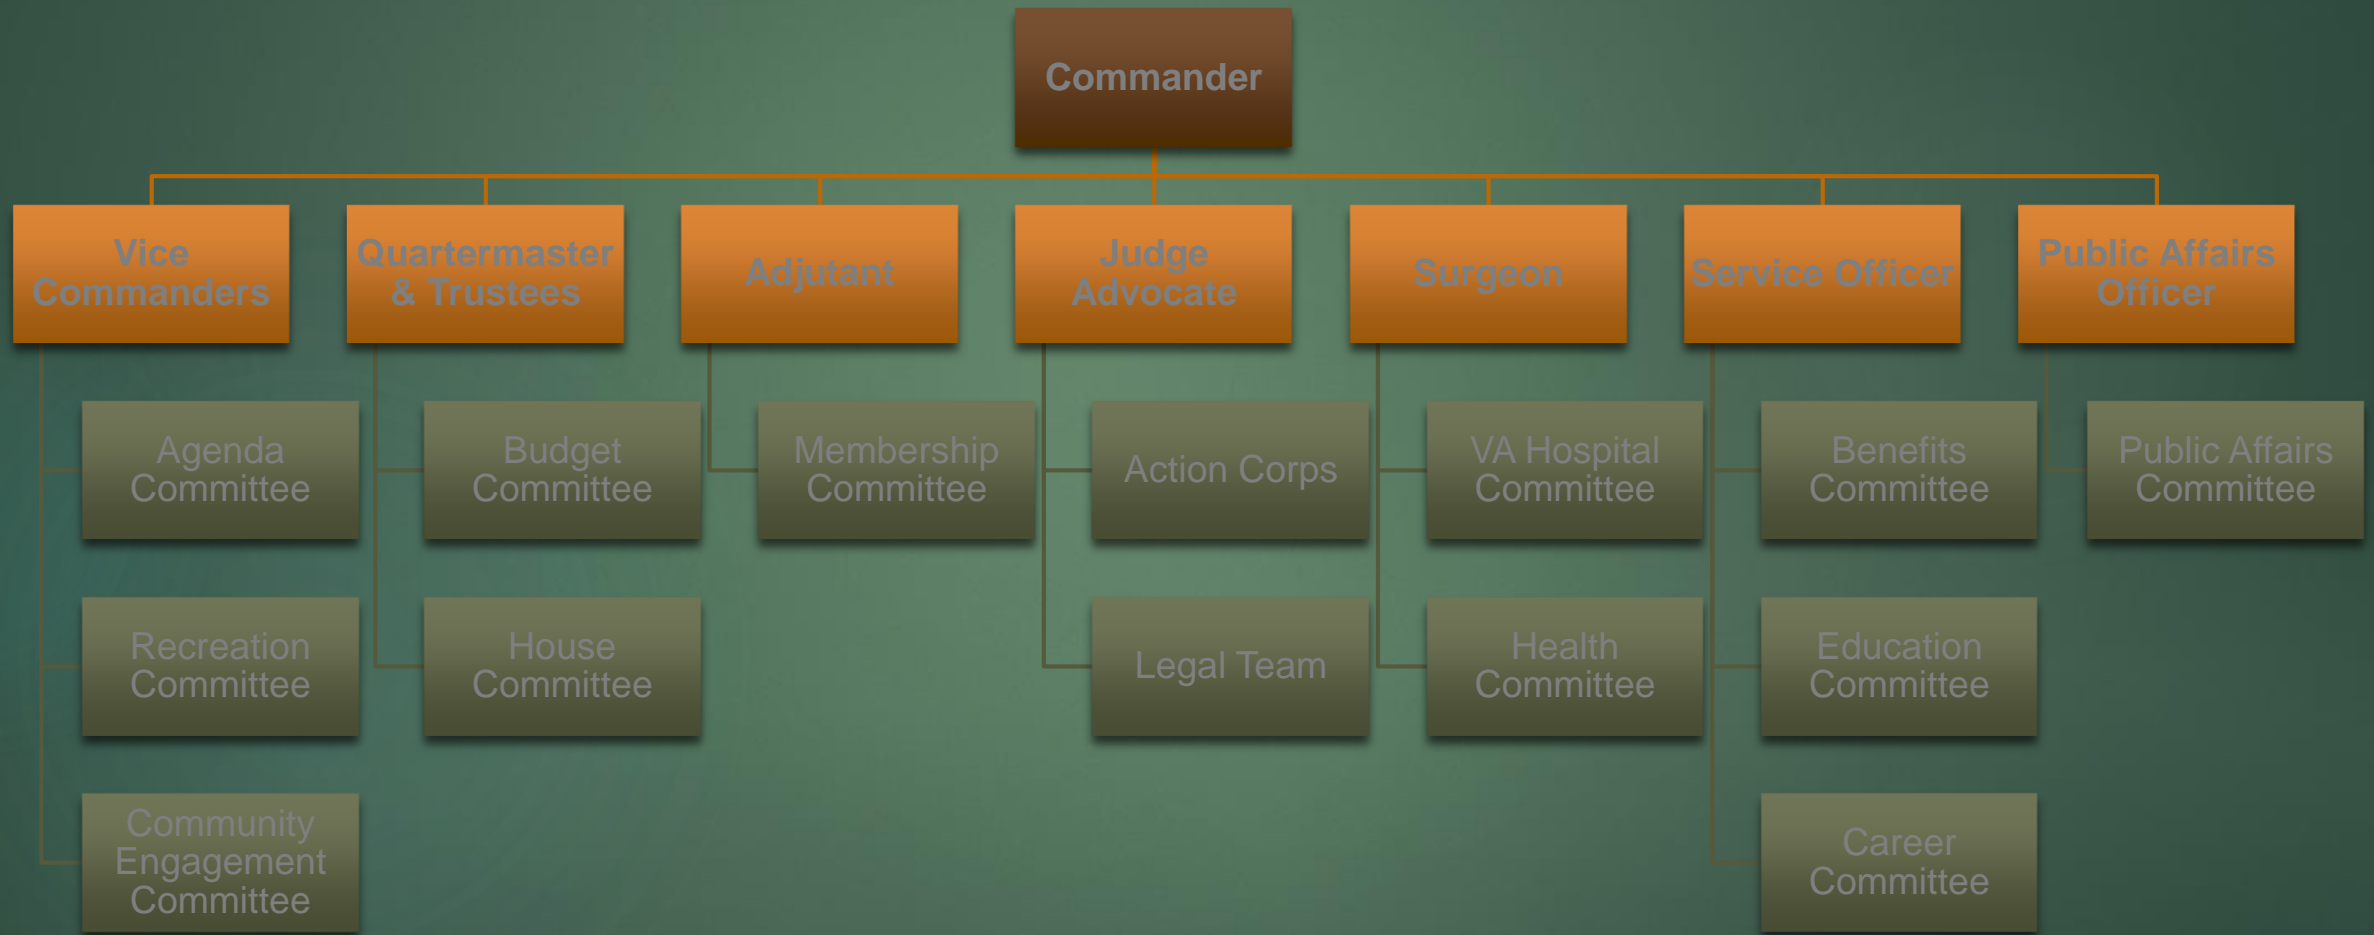 Commander
Vice
Commanders
Quartermaster
& Trustees
Adjutant
Judge
Advocate
Surgeon
Service Officer
Public Affairs
Officer
Agenda
Committee
Budget
Committee
Membership
Committee
Action Corps
VA Hospital
Committee
Benefits
Committee
Public Affairs
Committee
Recreation
Committee
House
Committee
Legal Team
Health
Committee
Education
Committee
Community
Engagement
Committee
Career
Committee